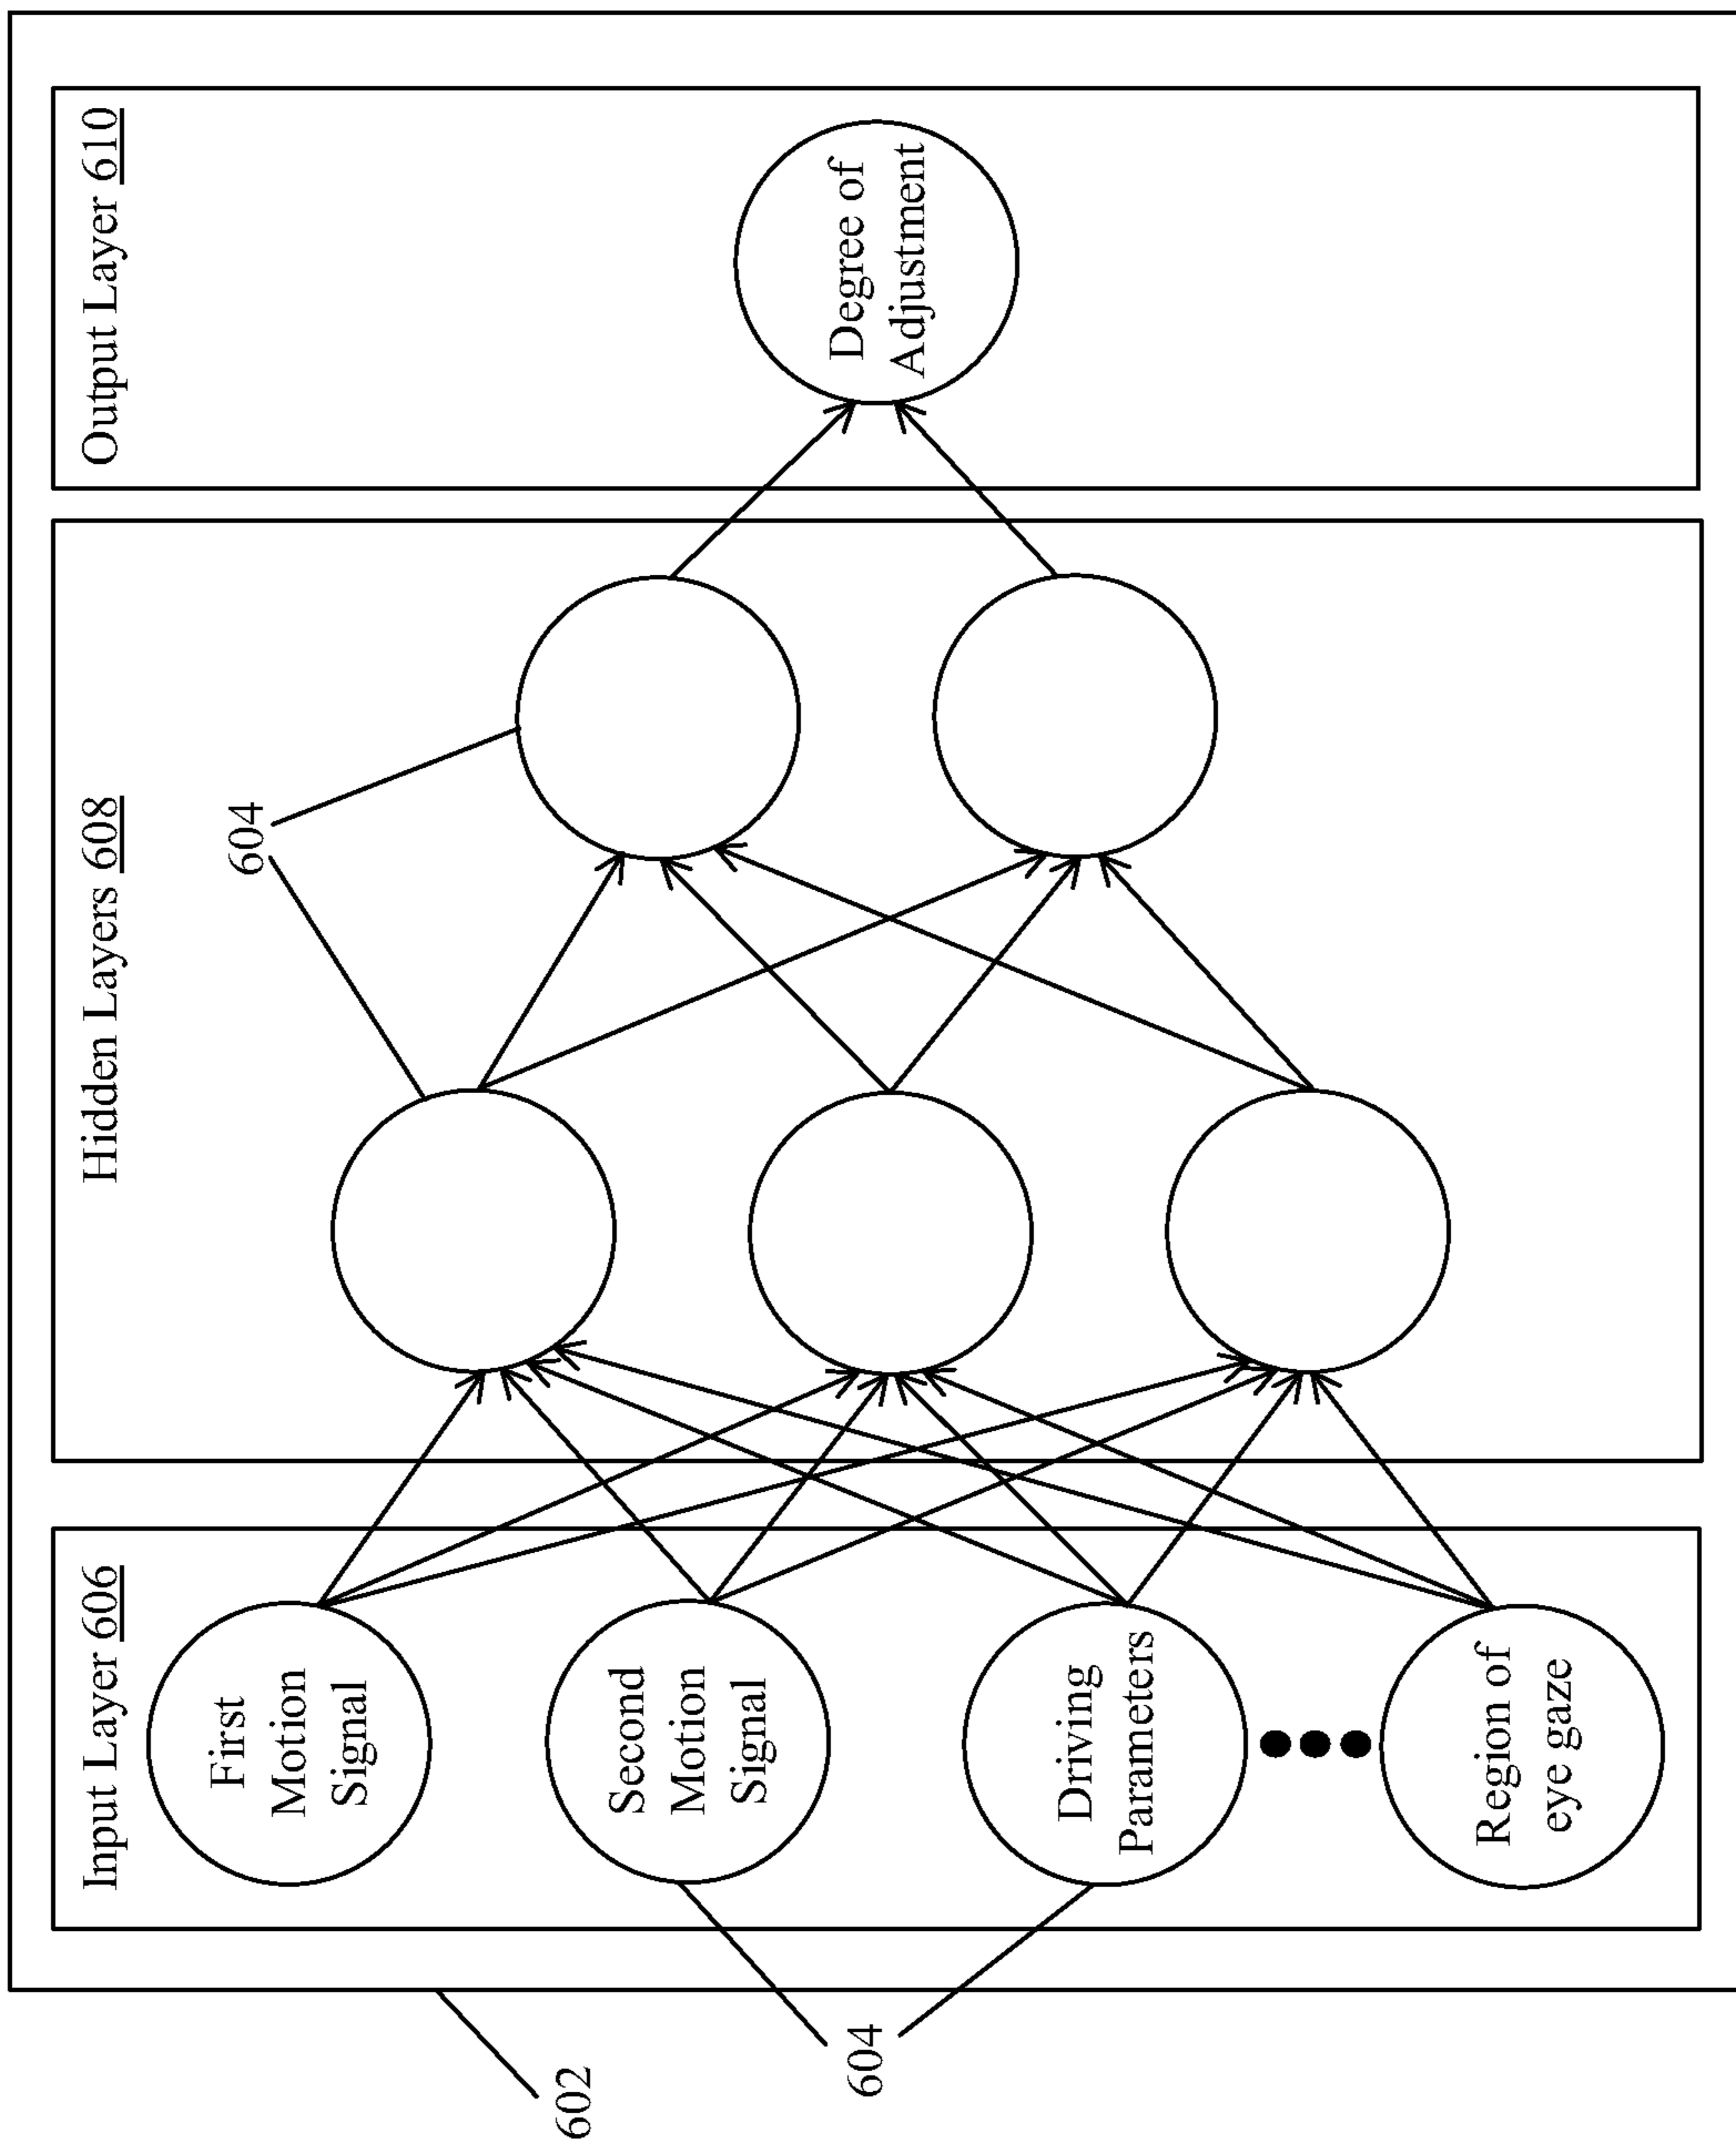 Input Layer 606
Hidden Layers 608
Output Layer 610
First
Motion
Signal
Second
Motion
Signal
Driving
Parameters
Region of
eye gaze
604
Degree of
Adjustment
602
604